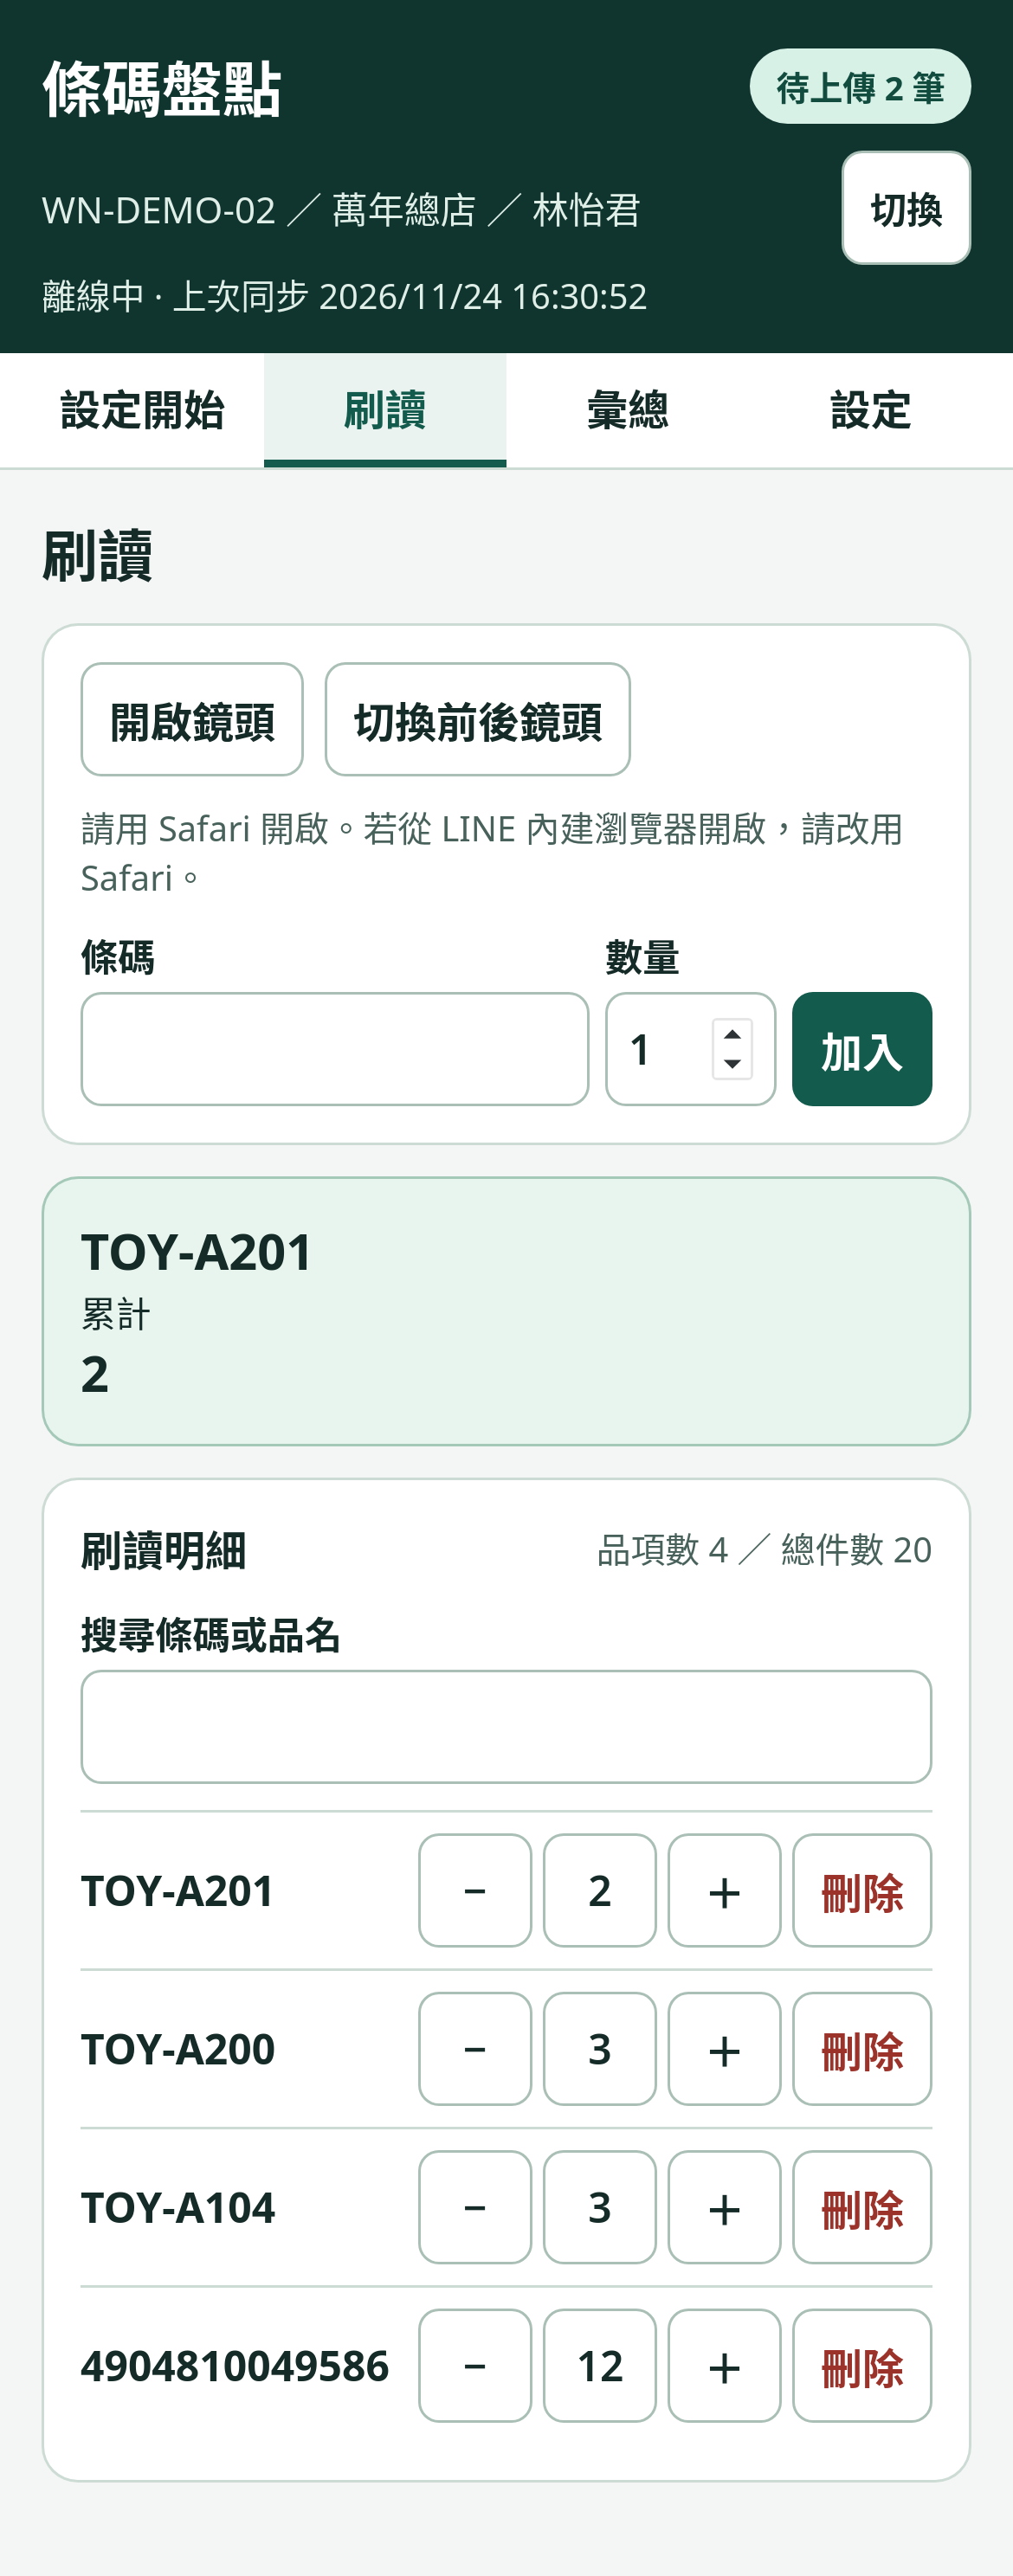 條碼盤點
待上傳 2 筆
WN-DEMO-02 ／ 萬年總店 ／ 林怡君
切換
離線中 · 上次同步 2026/11/24 16:30:52
設定開始
刷讀
彙總
設定
刷讀
開啟鏡頭
切換前後鏡頭
請用 Safari 開啟。若從 LINE 內建瀏覽器開啟，請改用
Safari。
條碼
數量
1
加入
TOY-A201
累計
2
刷讀明細
品項數 4 ／ 總件數 20
搜尋條碼或品名
TOY-A201 − 2 ＋ 刪除
TOY-A200 − 3 ＋ 刪除
TOY-A104 − 3 ＋ 刪除
4904810049586 − 12 ＋ 刪除